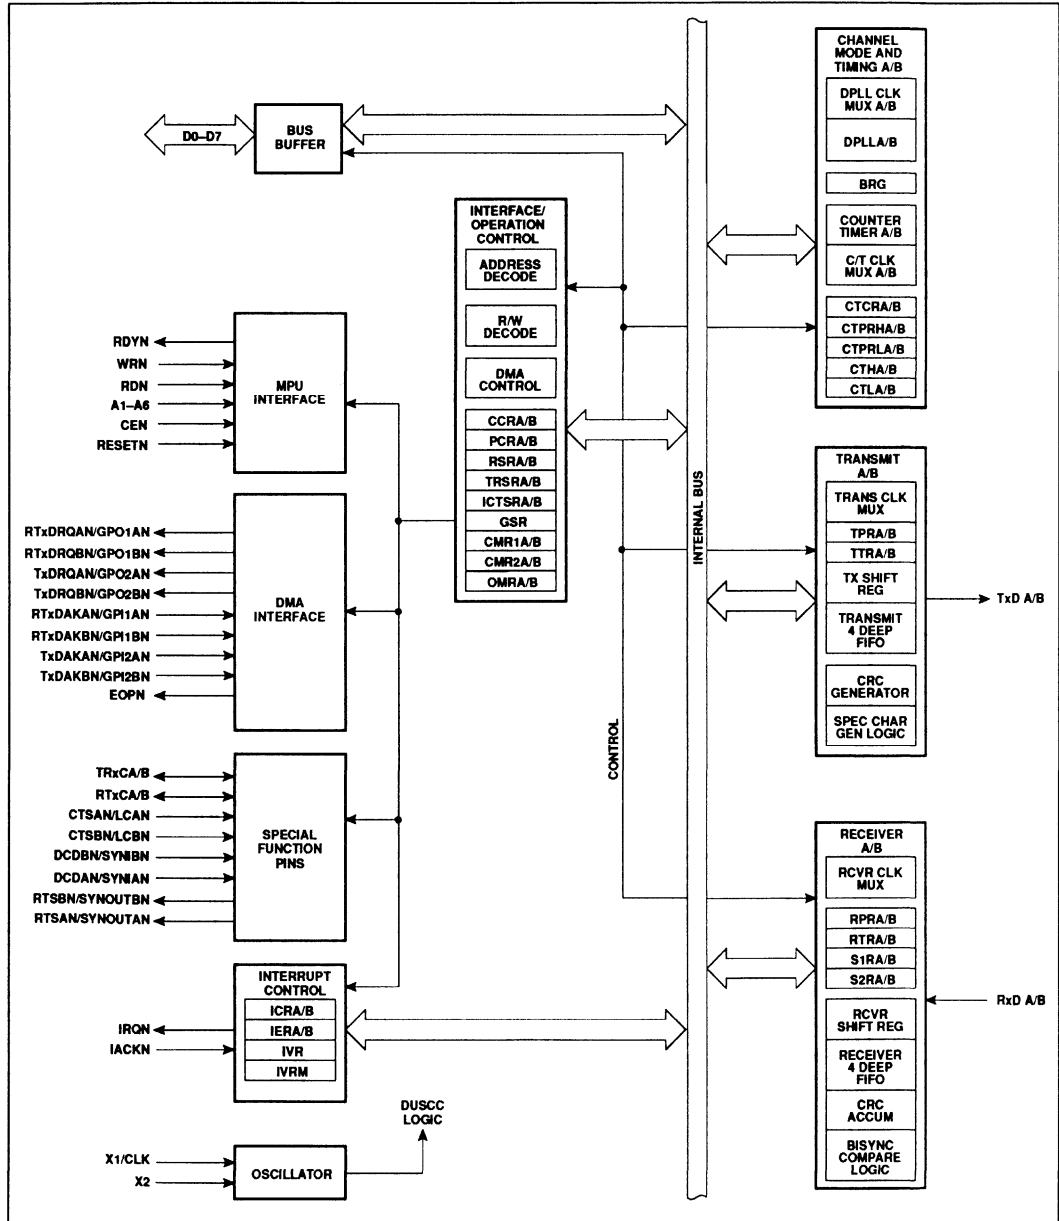 D0–D7
BUS
BUFFER
INTERFACE/
OPERATION
CONTROL
ADDRESS
DECODE
R/W
DECODE
DMA
CONTROL
CCRA/B
PCRA/B
RSRA/B
TRSRA/B
ICTSRA/B
GSR
CMR1A/B
CMR2A/B
OMRA/B
RDYN
WRN
RDN
A1–A6
CEN
RESETN
MPU
INTERFACE
RTxDRQAN/GPO1AN
RTxDRQBN/GPO1BN
TxDRQAN/GPO2AN
TxDRQBN/GPO2BN
RTxDAKAN/GPI1AN
RTxDAKBN/GPI1BN
TxDAKAN/GPI2AN
TxDAKBN/GPI2BN
EOPN
DMA
INTERFACE
TRxCA/B
RTxCA/B
CTSAN/LCAN
CTSBN/LCBN
DCDBN/SYNIBN
DCDAN/SYNIAN
RTSBN/SYNOUTBN
RTSAN/SYNOUTAN
SPECIAL
FUNCTION
PINS
INTERRUPT
CONTROL
ICRA/B
IERA/B
IVR
IVRM
IRQN
IACKN
DUSCC
LOGIC
X1/CLK
X2
OSCILLATOR
CONTROL
INTERNAL BUS
CHANNEL
MODE AND
TIMING A/B
DPLL CLK
MUX A/B
DPLLA/B
BRG
COUNTER
TIMER A/B
C/T CLK
MUX A/B
CTCRA/B
CTPRHA/B
CTPRLA/B
CTHA/B
CTLA/B
TRANSMIT
A/B
TRANS CLK
MUX
TPRA/B
TTRA/B
TX SHIFT
REG
TRANSMIT
4 DEEP
FIFO
CRC
GENERATOR
SPEC CHAR
GEN LOGIC
TxD A/B
RECEIVER
A/B
RCVR CLK
MUX
RPRA/B
RTRA/B
S1RA/B
S2RA/B
RCVR
SHIFT REG
RECEIVER
4 DEEP
FIFO
CRC
ACCUM
BISYNC
COMPARE
LOGIC
RxD A/B